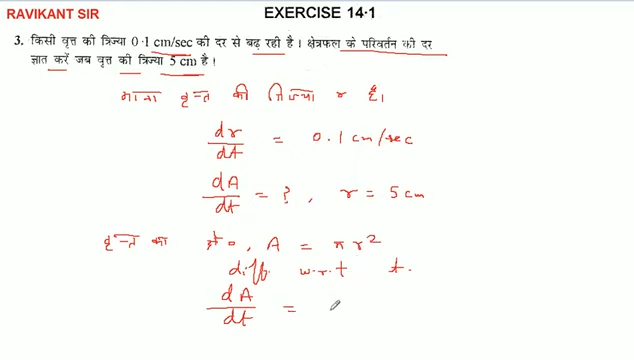 RAVIKANT SIR
EXERCISE 14·1
3. किसी वृत्त की त्रिज्या 0·1 cm/sec की दर से बढ़ रही है। क्षेत्रफल के परिवर्तन की दर
ज्ञात करें जब वृत्त की त्रिज्या 5 cm है।
माना वृत्त की त्रिज्या r है।
dr/dt = 0.1 cm/sec
dA/dt = ?, r = 5 cm
वृत्त का क्षे०, A = πr²
diff. w.r.t t.
dA/dt =